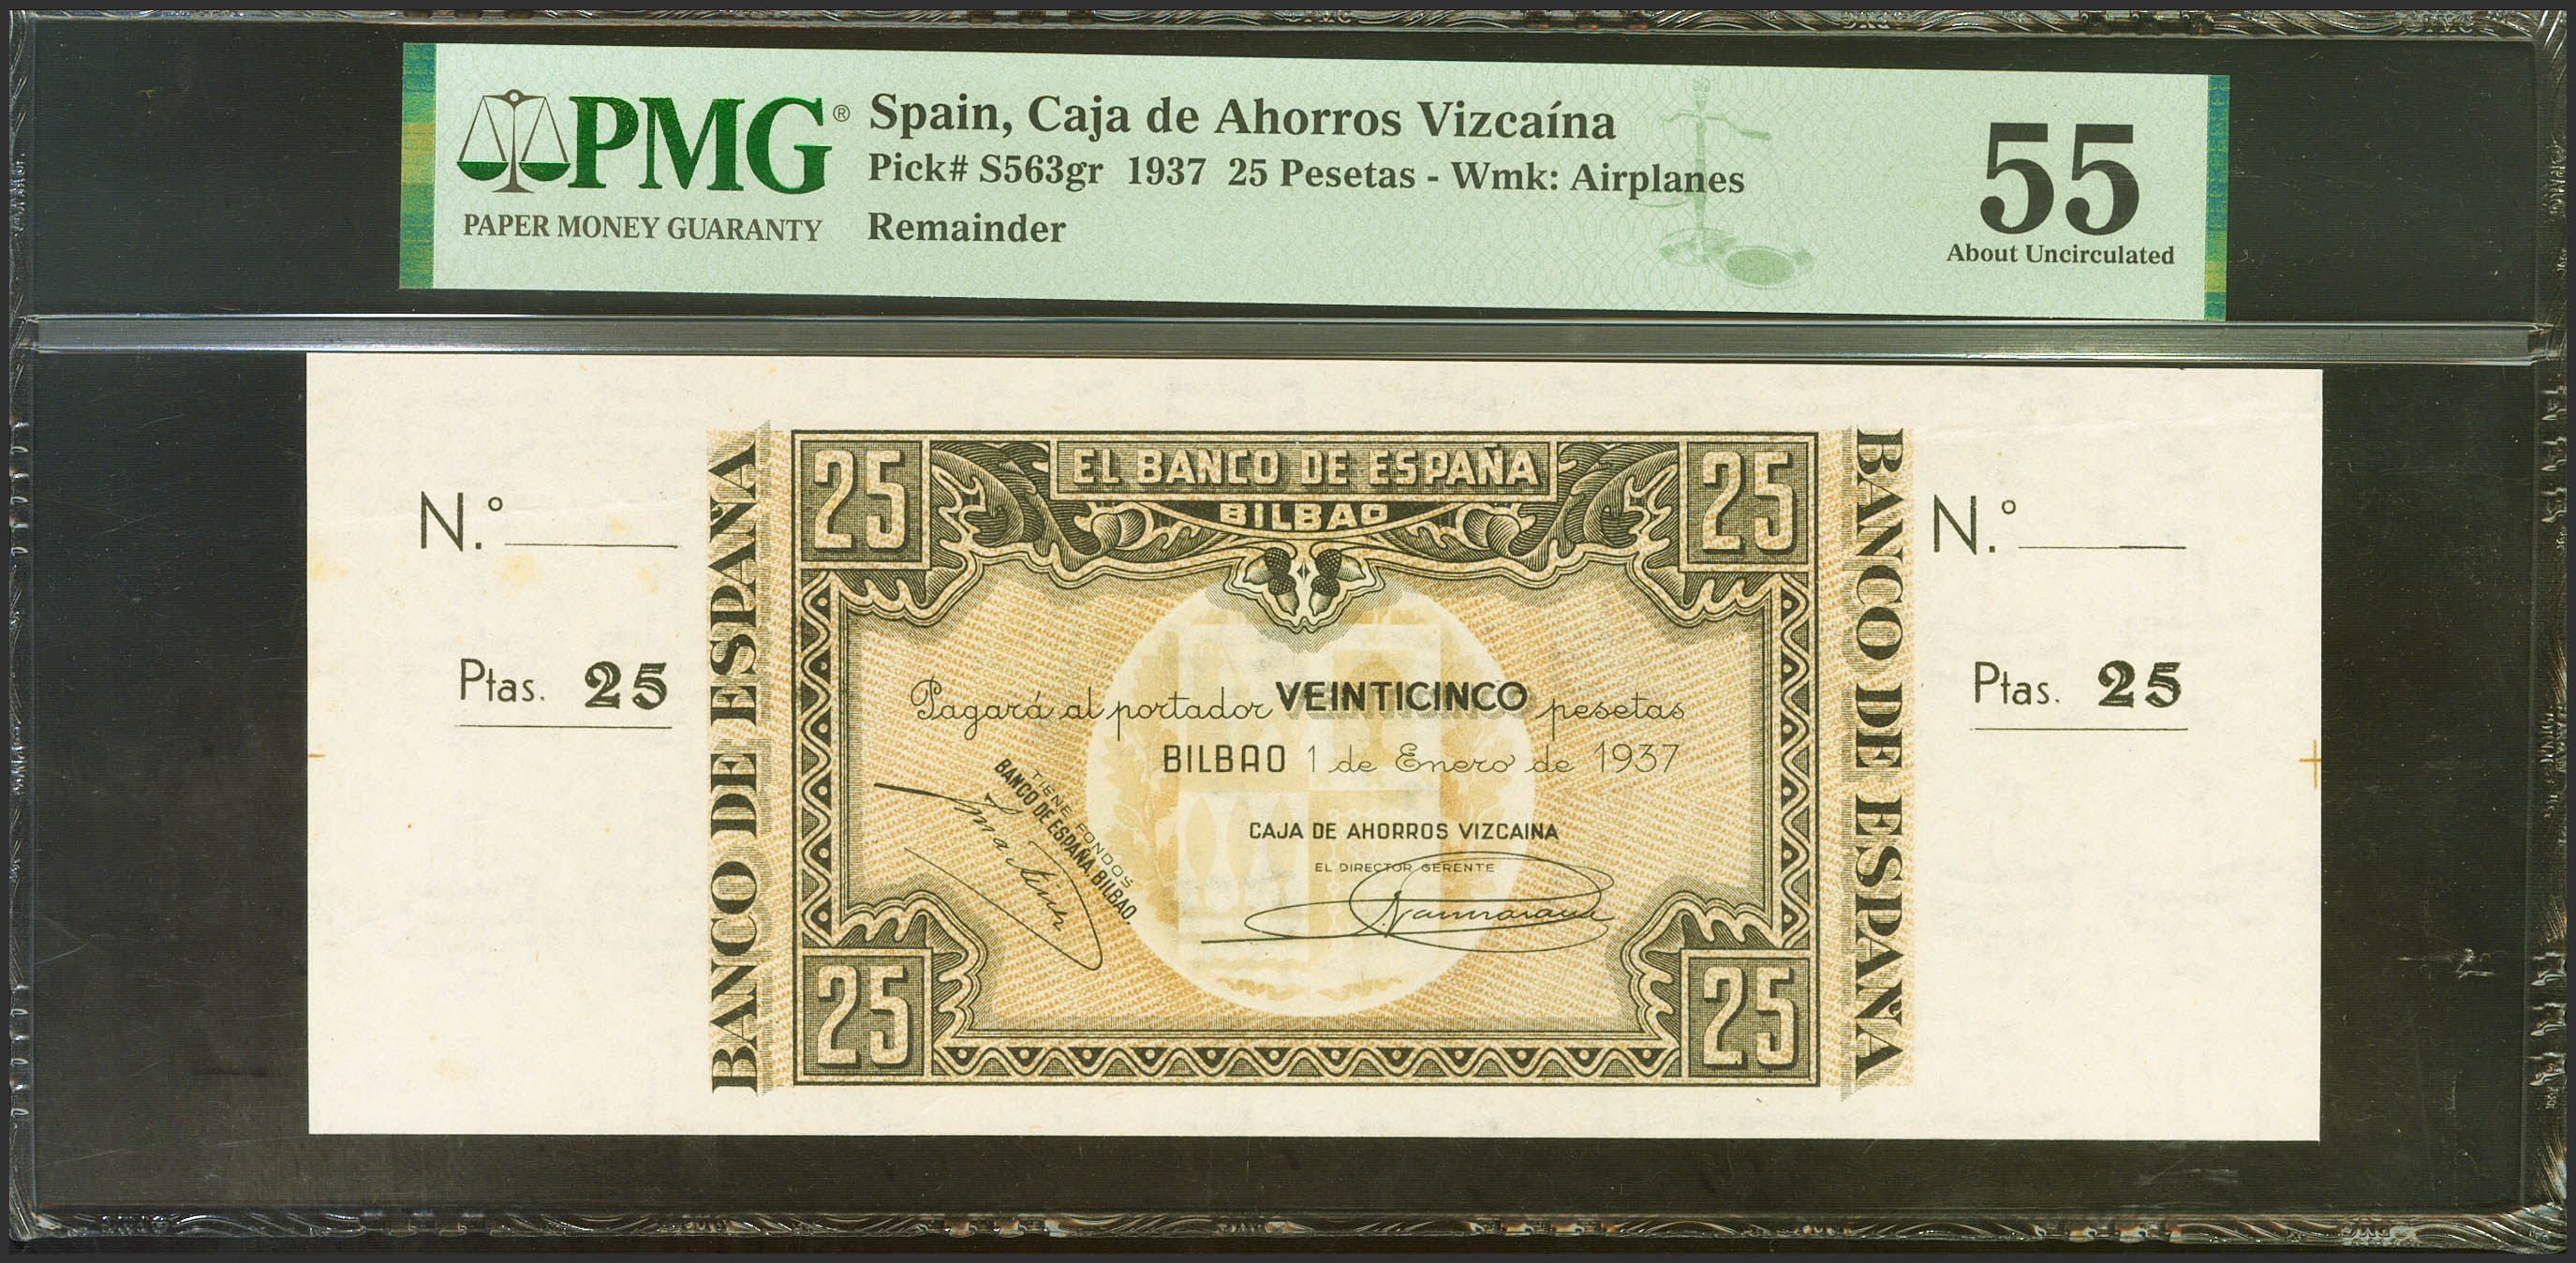 PMG®
PAPER MONEY GUARANTY
Spain, Caja de Ahorros Vizcaína
Pick# S563gr 1937 25 Pesetas - Wmk: Airplanes
Remainder
55
About Uncirculated
N.º
Ptas. 25
BANCO DE ESPAÑA
25
EL BANCO DE ESPAÑA
25
BILBAO
Pagará al portador VEINTICINCO pesetas
BILBAO 1 de Enero de 1937
TIENE FONDOS
BANCO DE ESPAÑA, BILBAO.
CAJA DE AHORROS VIZCAINA
EL DIRECTOR GERENTE
25
25
BANCO DE ESPAÑA
N.º
Ptas. 25